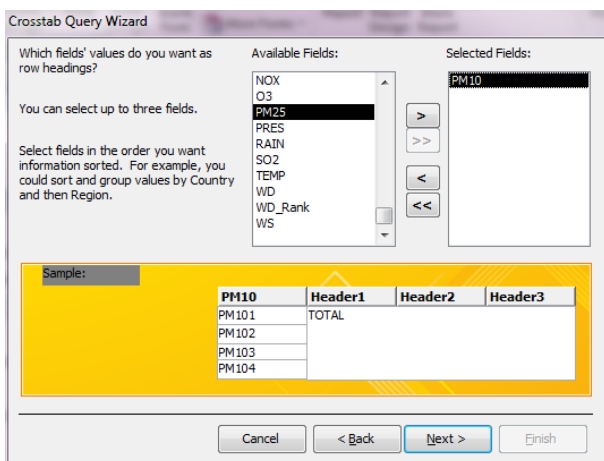 Crosstab Query Wizard
Which fields' values do you want as
row headings?
You can select up to three fields.
Select fields in the order you want
information sorted. For example, you
could sort and group values by Country
and then Region.
Available Fields:
NOX
O3
PM25
PRES
RAIN
SO2
TEMP
WD
WD_Rank
WS
>
>>
<
<<
Selected Fields:
PM10
Sample:
PM10 Header1 Header2 Header3
PM101 TOTAL
PM102
PM103
PM104
Cancel < Back Next > Finish